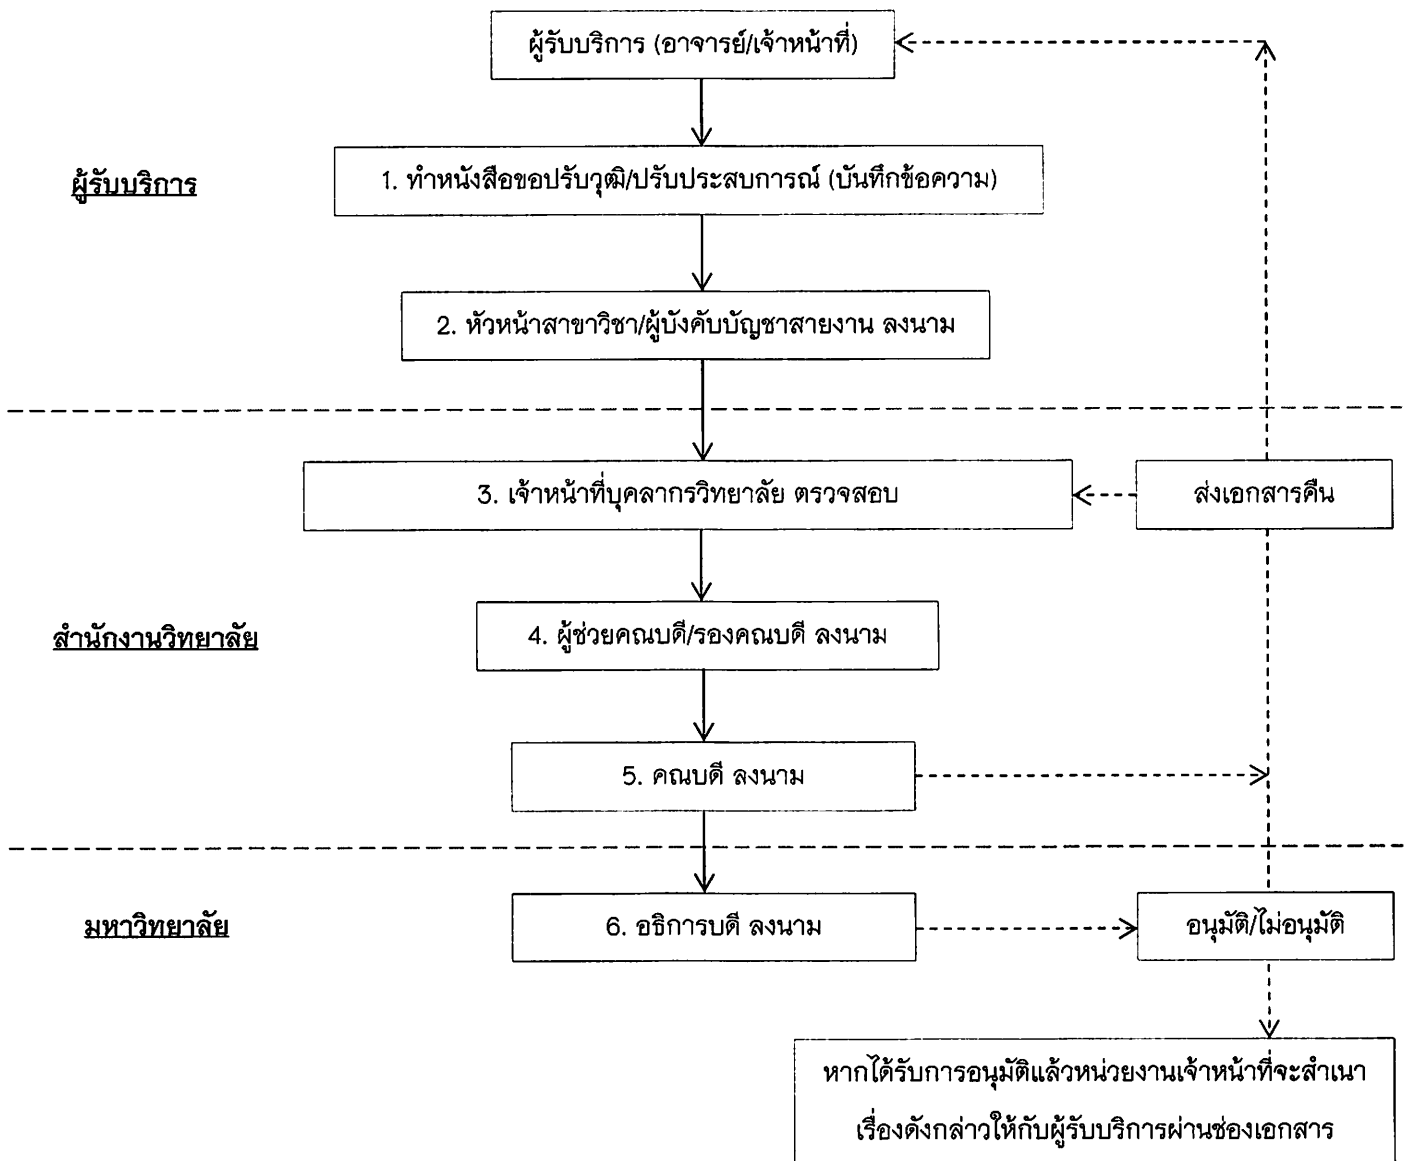 ผู้รับบริการ (อาจารย์/เจ้าหน้าที่)
ผู้รับบริการ
1. ทำหนังสือขอปรับวุฒิ/ปรับประสบการณ์ (บันทึกข้อความ)
2. หัวหน้าสาขาวิชา/ผู้บังคับบัญชาสายงาน ลงนาม
3. เจ้าหน้าที่บุคลากรวิทยาลัย ตรวจสอบ
ส่งเอกสารคืน
สำนักงานวิทยาลัย
4. ผู้ช่วยคณบดี/รองคณบดี ลงนาม
5. คณบดี ลงนาม
มหาวิทยาลัย
6. อธิการบดี ลงนาม
อนุมัติ/ไม่อนุมัติ
หากได้รับการอนุมัติแล้วหน่วยงานเจ้าหน้าที่จะสำเนา
เรื่องดังกล่าวให้กับผู้รับบริการผ่านช่องเอกสาร